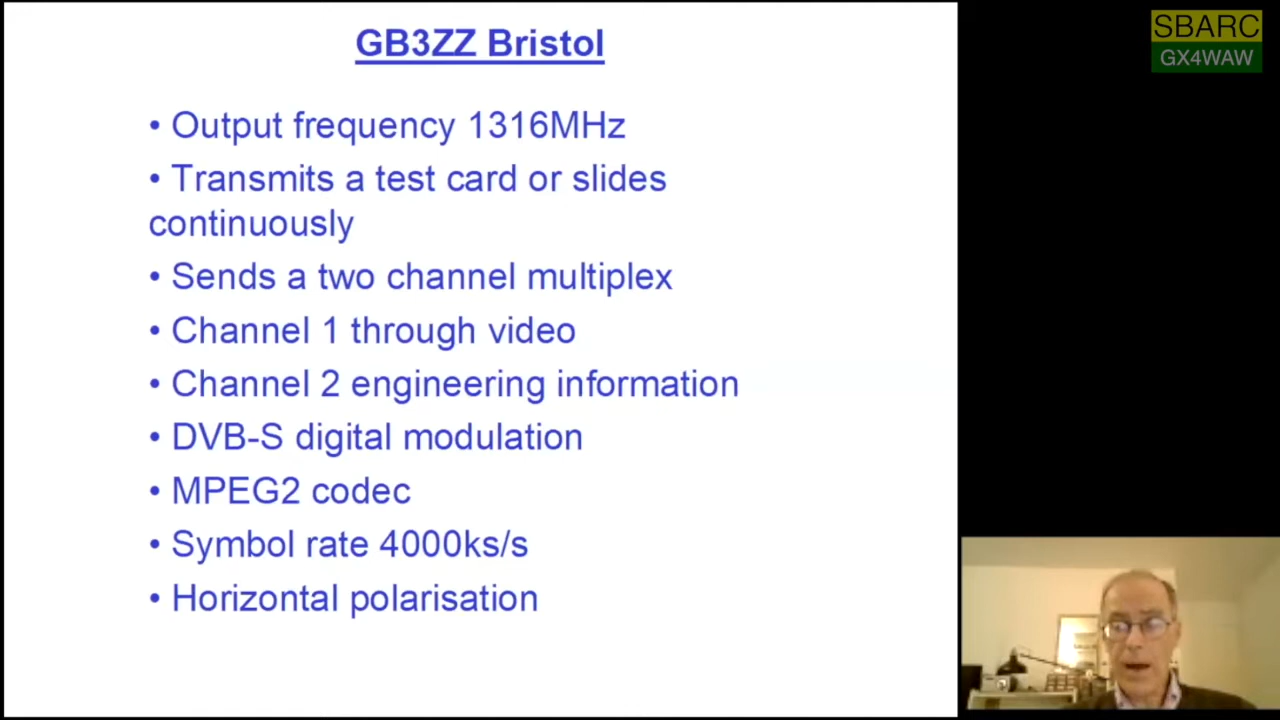 GB3ZZ Bristol
SBARC
GX4WAW
• Output frequency 1316MHz
• Transmits a test card or slides
continuously
• Sends a two channel multiplex
• Channel 1 through video
• Channel 2 engineering information
• DVB-S digital modulation
• MPEG2 codec
• Symbol rate 4000ks/s
• Horizontal polarisation